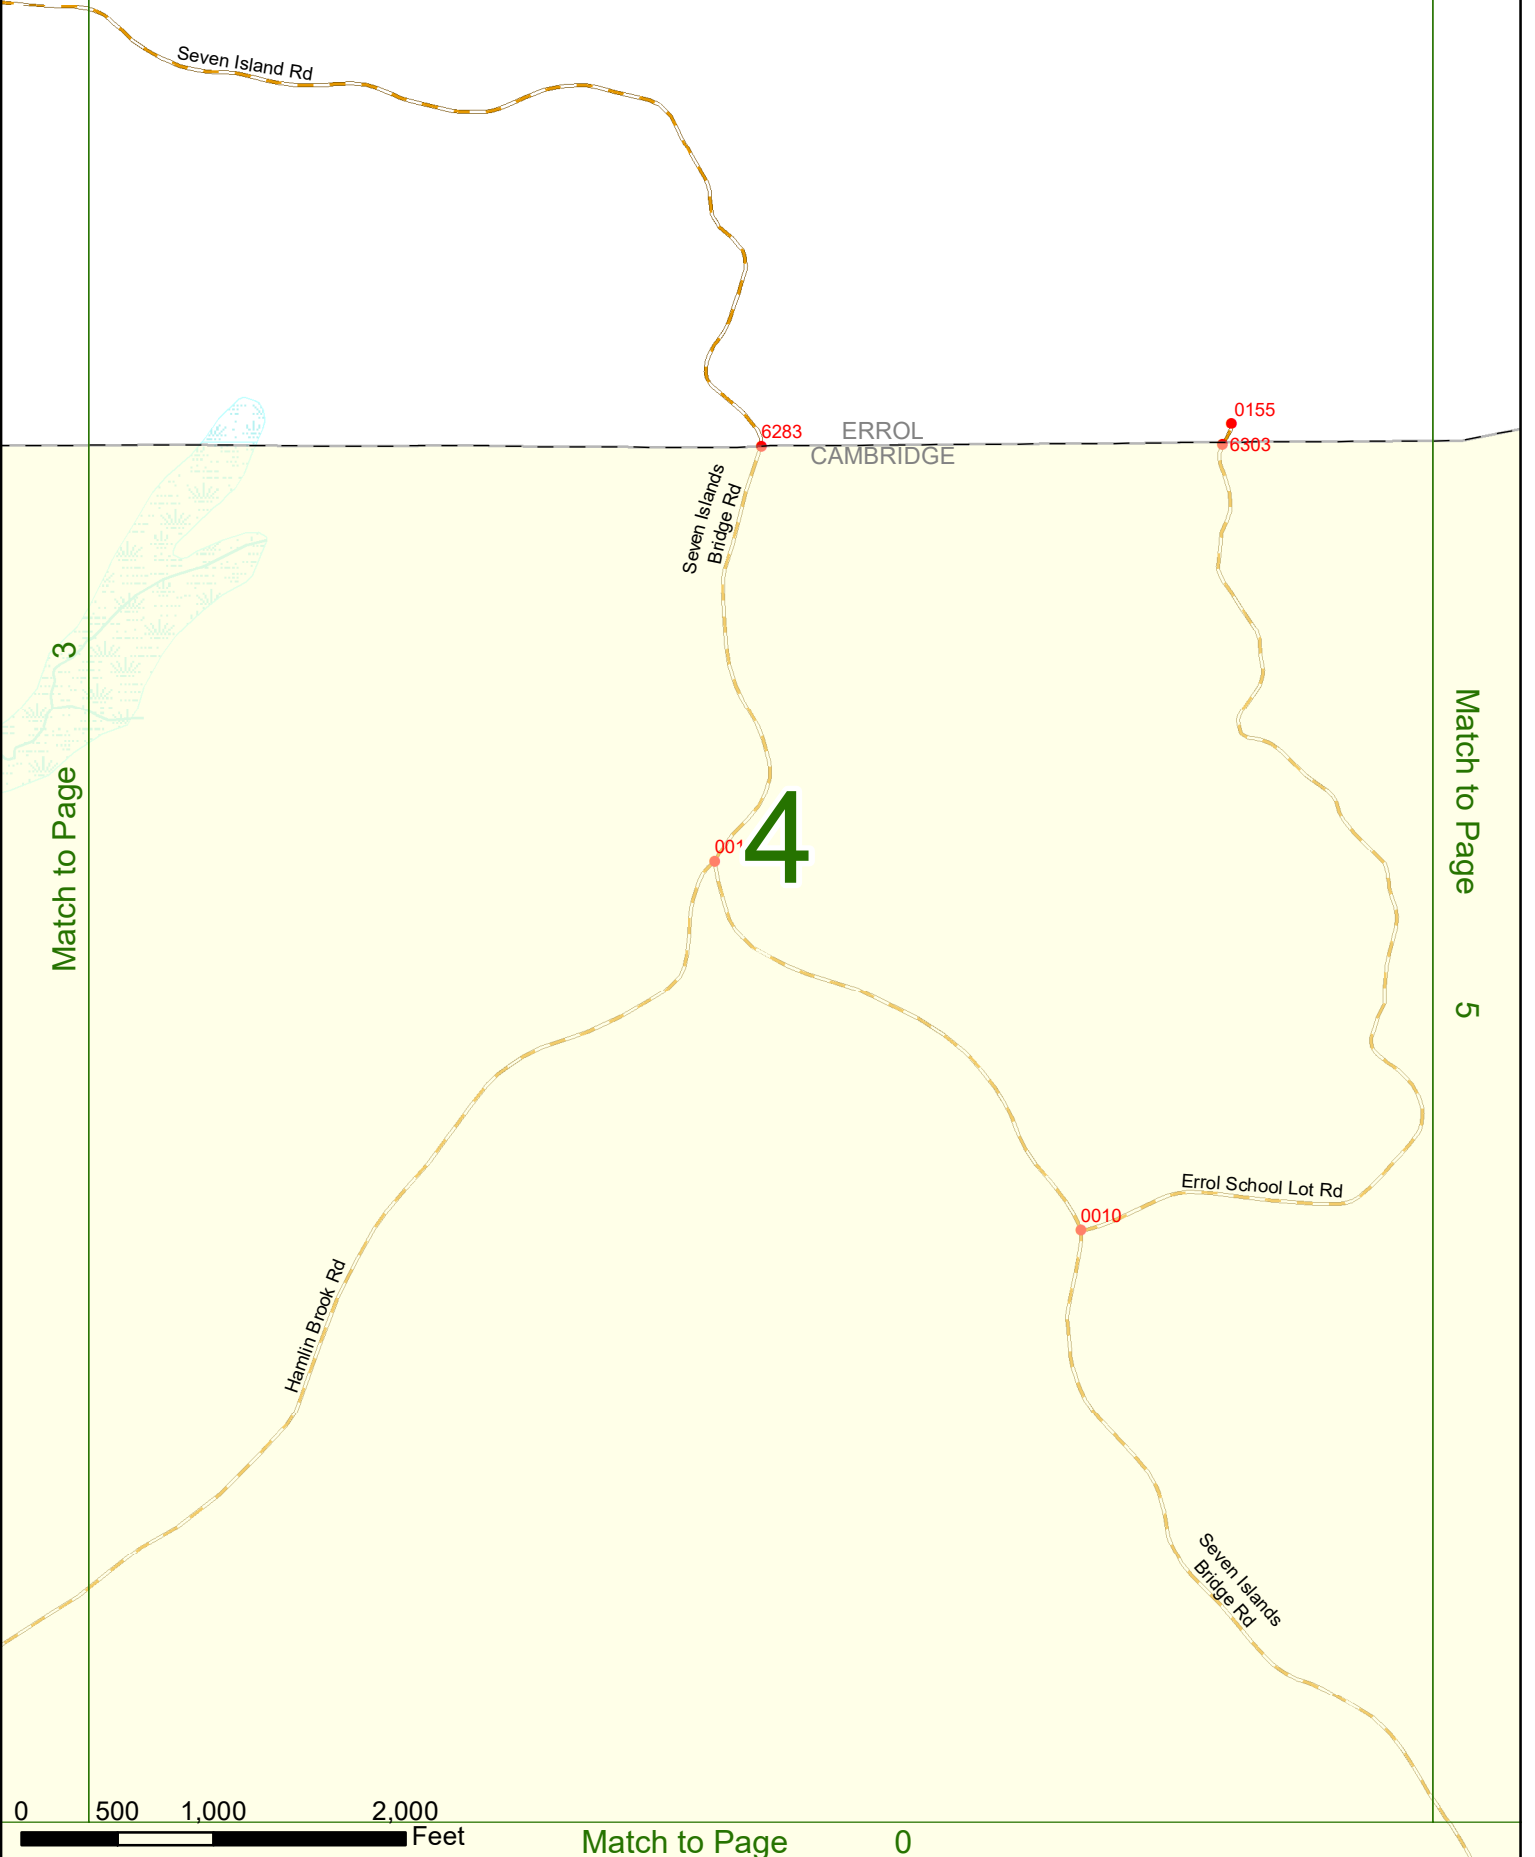 Seven Island Rd
0155
6283
ERROL
6303
CAMBRIDGE
Seven Islands
Bridge Rd
3
Match to Page
Match to Page
5
4
Errol School Lot Rd
0010
Hamlin Brook Rd
Seven Islands
Bridge Rd
0 500 1,000 2,000
Feet
Match to Page 0